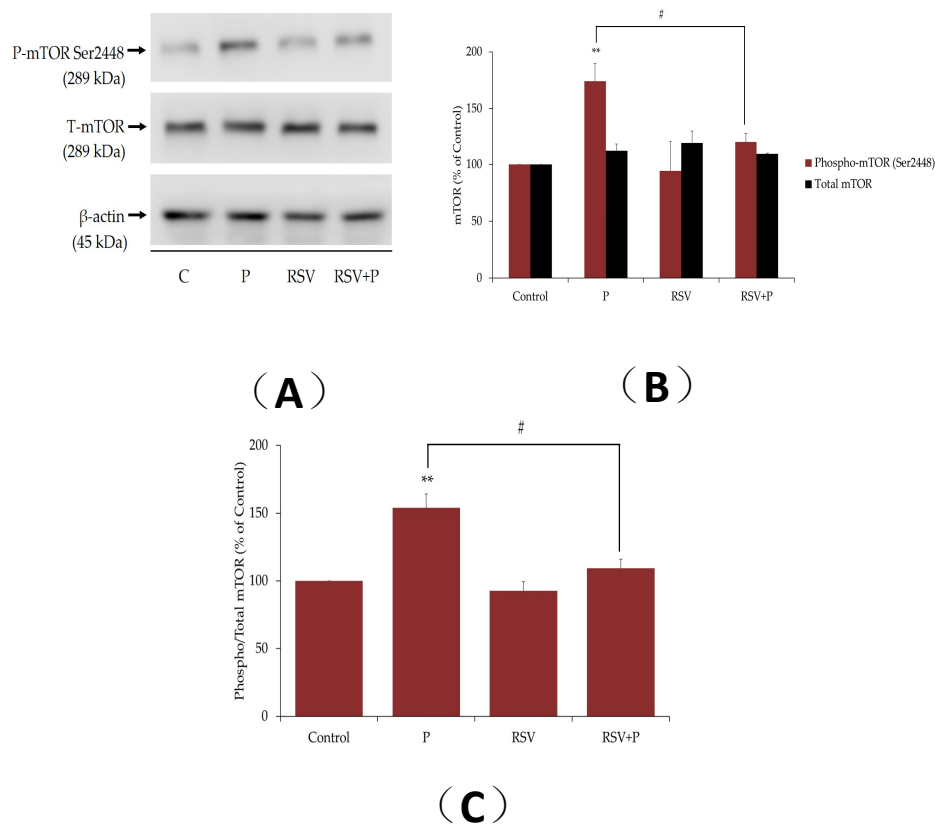 P-mTOR Ser2448
(289 kDa)
T-mTOR
(289 kDa)
β-actin
(45 kDa)
C P RSV RSV+P
(A)
#
**
200
150
100
50
0
mTOR (% of Control)
Control P RSV RSV+P
Phospho-mTOR (Ser2448)
Total mTOR
(B)
#
**
200
150
100
50
0
Phospho/Total mTOR (% of Control)
Control P RSV RSV+P
(C)